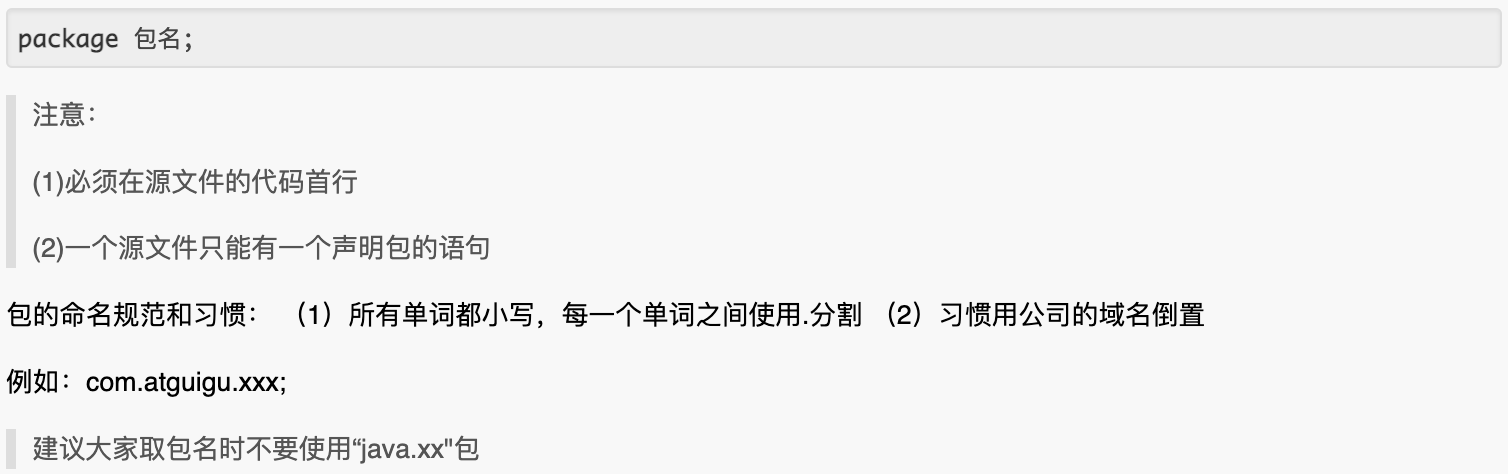 package 包名;
注意：
(1)必须在源文件的代码首行
(2)一个源文件只能有一个声明包的语句
包的命名规范和习惯： （1）所有单词都小写，每一个单词之间使用.分割 （2）习惯用公司的域名倒置
例如：com.atguigu.xxx;
建议大家取包名时不要使用“java.xx"包